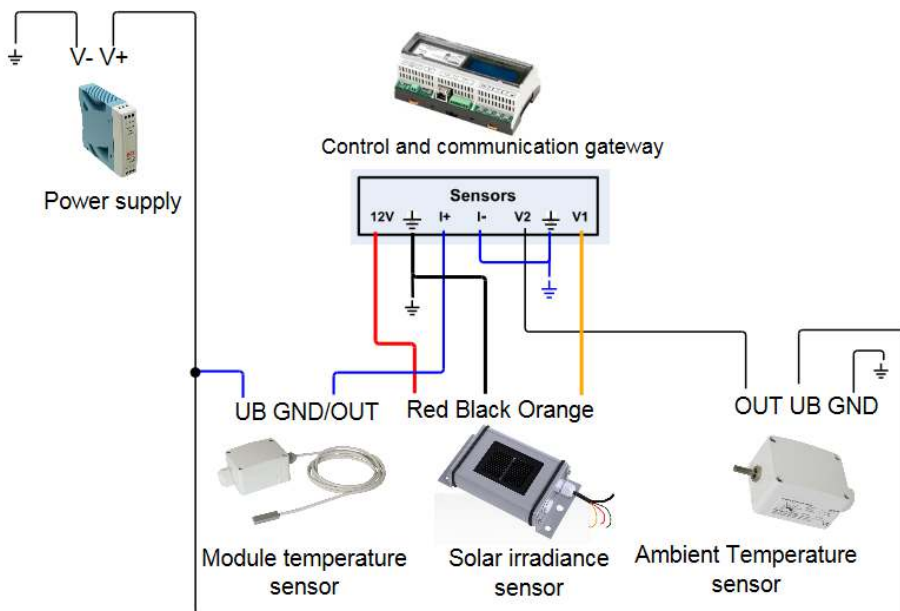 V- V+
Power supply
Control and communication gateway
Sensors
12V I+ I- V2 V1
UB GND/OUT
Red Black Orange
OUT UB GND
Module temperature
sensor
Solar irradiance
sensor
Ambient Temperature
sensor